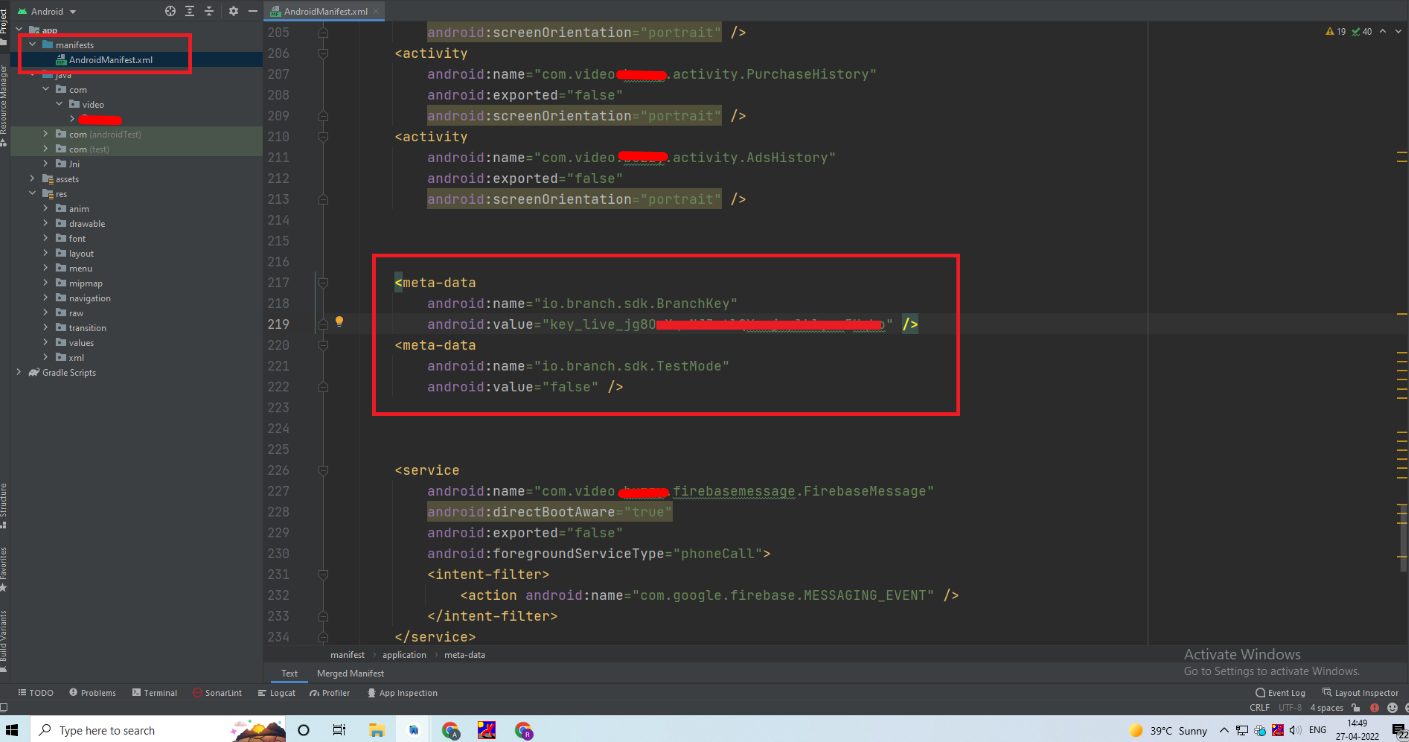 Android
AndroidManifest.xml
Project
Resource Manager
Structure
Favorites
Build Variants
app
manifests
AndroidManifest.xml
java
com
video
com (androidTest)
com (test)
Jni
assets
res
anim
drawable
font
layout
menu
mipmap
navigation
raw
transition
values
xml
Gradle Scripts
19 40
205 android:screenOrientation="portrait" />
206 <activity
207 android:name="com.video. .activity.PurchaseHistory"
208 android:exported="false"
209 android:screenOrientation="portrait" />
210 <activity
211 android:name="com.video. .activity.AdsHistory"
212 android:exported="false"
213 android:screenOrientation="portrait" />
214
215
216
217 <meta-data
218 android:name="io.branch.sdk.BranchKey"
219 android:value="key_live_jg8O " />
220 <meta-data
221 android:name="io.branch.sdk.TestMode"
222 android:value="false" />
223
224
225
226 <service
227 android:name="com.video. .firebasemessage.FirebaseMessage"
228 android:directBootAware="true"
229 android:exported="false"
230 android:foregroundServiceType="phoneCall">
231 <intent-filter>
232 <action android:name="com.google.firebase.MESSAGING_EVENT" />
233 </intent-filter>
234 </service>
manifest › application › meta-data
Text Merged Manifest
Activate Windows
Go to Settings to activate Windows.
TODO Problems Terminal SonarLint Logcat Profiler App Inspection Event Log Layout Inspector
CRLF UTF-8 4 spaces
Type here to search
39°C Sunny
ENG
14:49
27-04-2022
22